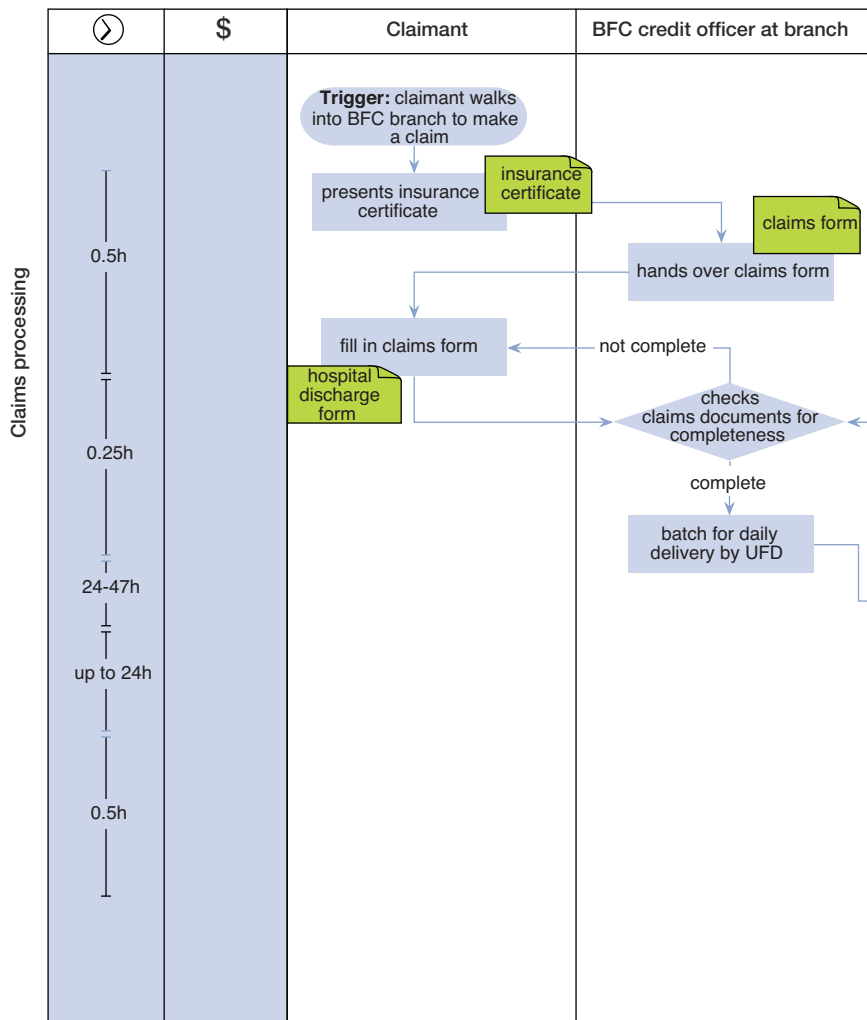 $
Claimant
BFC credit officer at branch
Claims processing
Trigger: claimant walks
into BFC branch to make
a claim
presents insurance
certificate
insurance
certificate
claims form
hands over claims form
0.5h
fill in claims form
not complete
hospital
discharge
form
checks
claims documents for
completeness
0.25h
complete
batch for daily
delivery by UFD
24-47h
up to 24h
0.5h